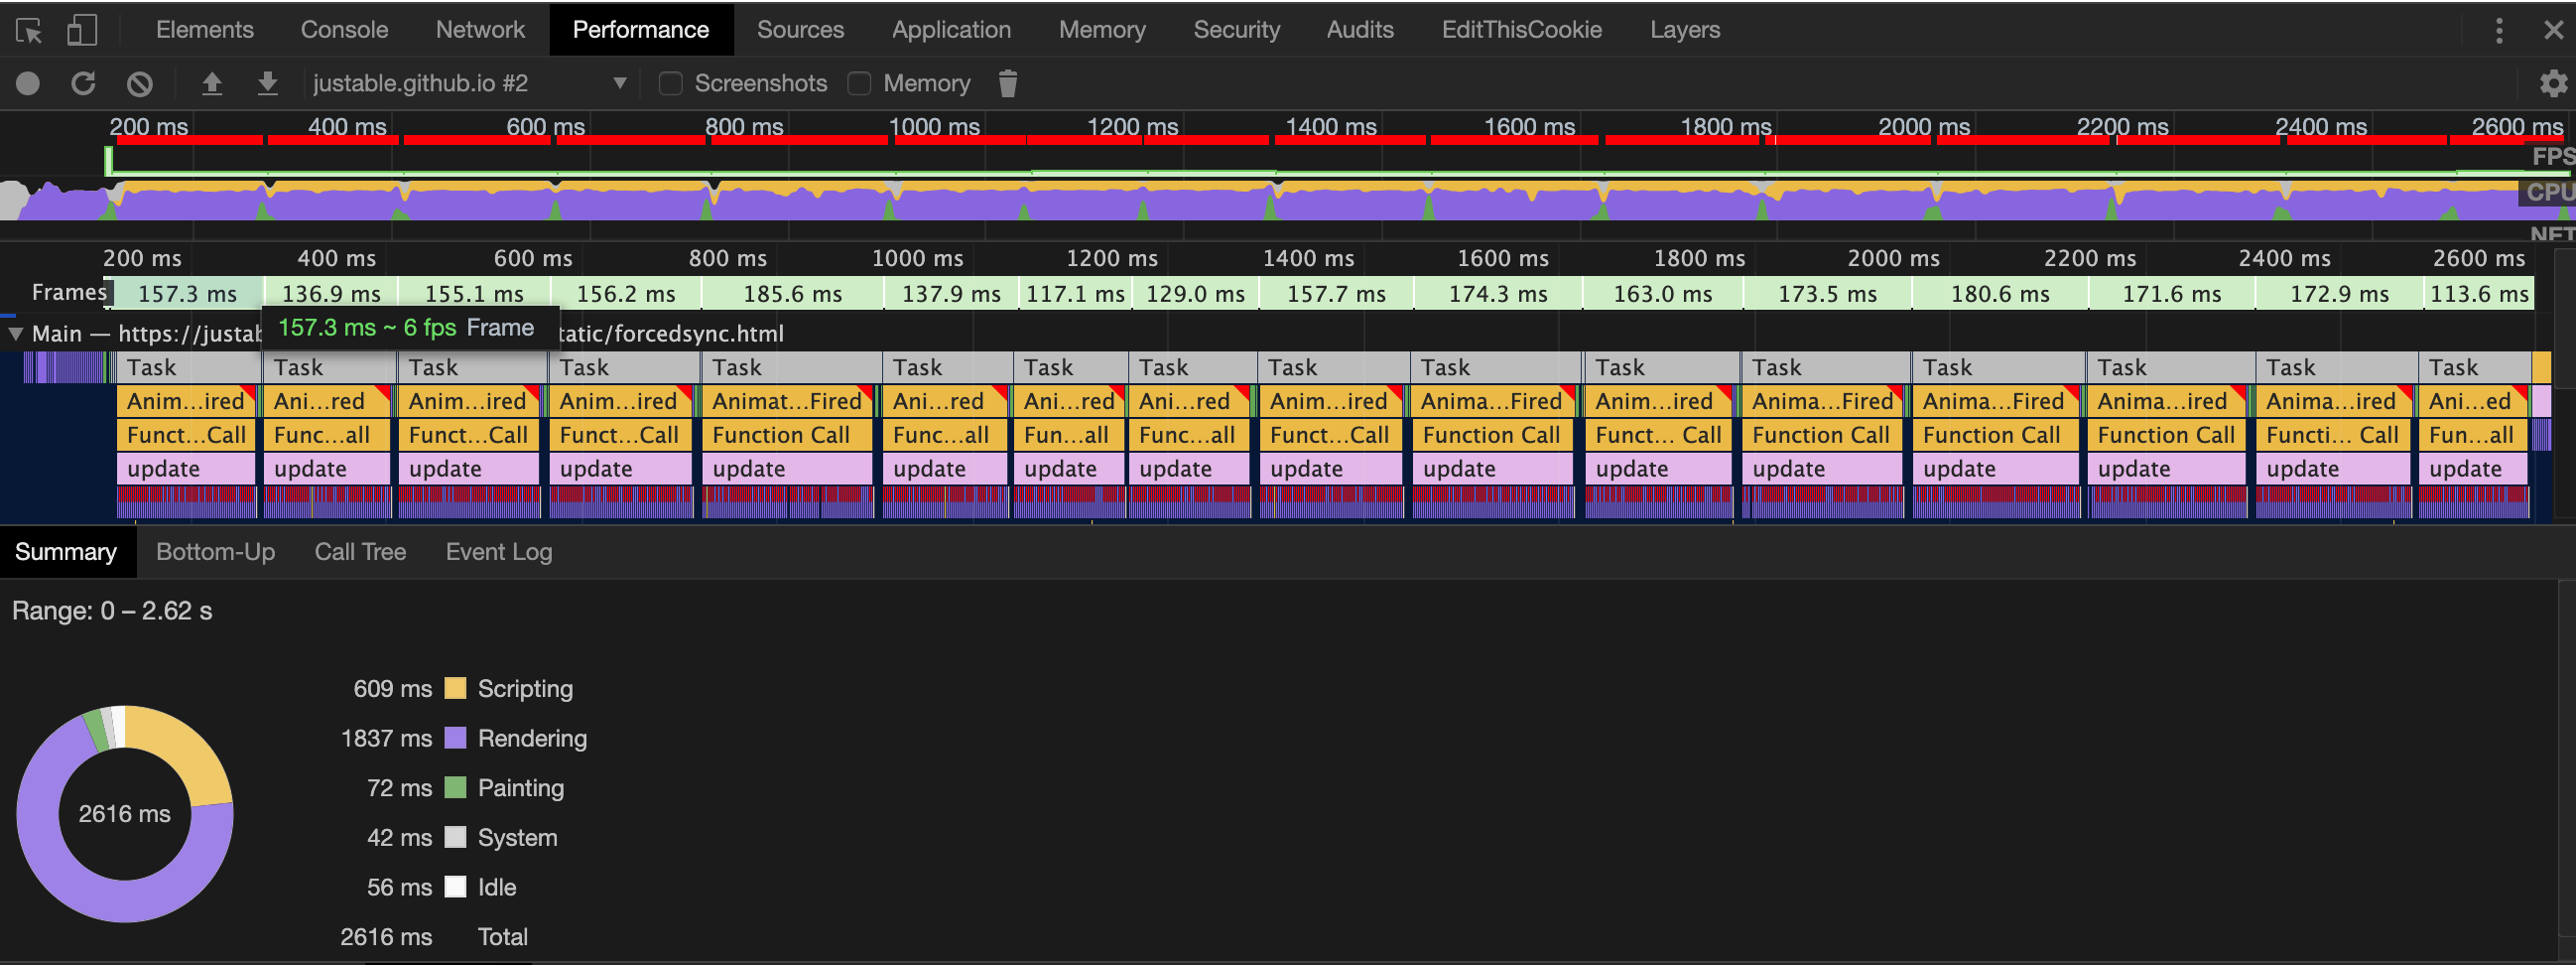 Elements Console Network Performance Sources Application Memory Security Audits EditThisCookie Layers
justable.github.io #2 Screenshots Memory
200 ms 400 ms 600 ms 800 ms 1000 ms 1200 ms 1400 ms 1600 ms 1800 ms 2000 ms 2200 ms 2400 ms 2600 ms
FPS
CPU
NET
200 ms 400 ms 600 ms 800 ms 1000 ms 1200 ms 1400 ms 1600 ms 1800 ms 2000 ms 2200 ms 2400 ms 2600 ms
Frames 157.3 ms 136.9 ms 155.1 ms 156.2 ms 185.6 ms 137.9 ms 117.1 ms 129.0 ms 157.7 ms 174.3 ms 163.0 ms 173.5 ms 180.6 ms 171.6 ms 172.9 ms 113.6 ms
157.3 ms ~ 6 fps Frame
Main — https://justab tatic/forcedsync.html
Task Task Task Task Task Task Task Task Task Task Task Task Task Task Task Task
Anim…ired Ani…red Anim…ired Anim…ired Animat…Fired Ani…red Ani…red Ani…red Anim…ired Anima…Fired Anim…ired Anima…Fired Anima…Fired Anima…ired Anima…ired Ani…ed
Funct…Call Func…all Funct…Call Funct…Call Function Call Func…all Fun…all Func…all Funct…Call Function Call Funct… Call Function Call Function Call Function Call Functi… Call Fun…all
update update update update update update update update update update update update update update update update
Summary Bottom-Up Call Tree Event Log
Range: 0 – 2.62 s
609 ms Scripting
1837 ms Rendering
72 ms Painting
2616 ms
42 ms System
56 ms Idle
2616 ms Total